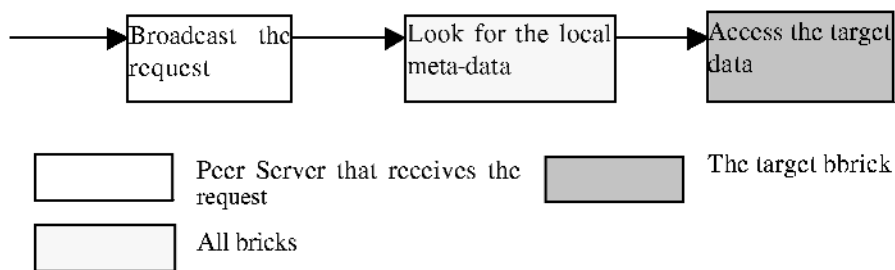 Broadcast the
request
Look for the local
meta-data
Access the target
data
Peer Server that receives the
request
The target bbrick
All bricks